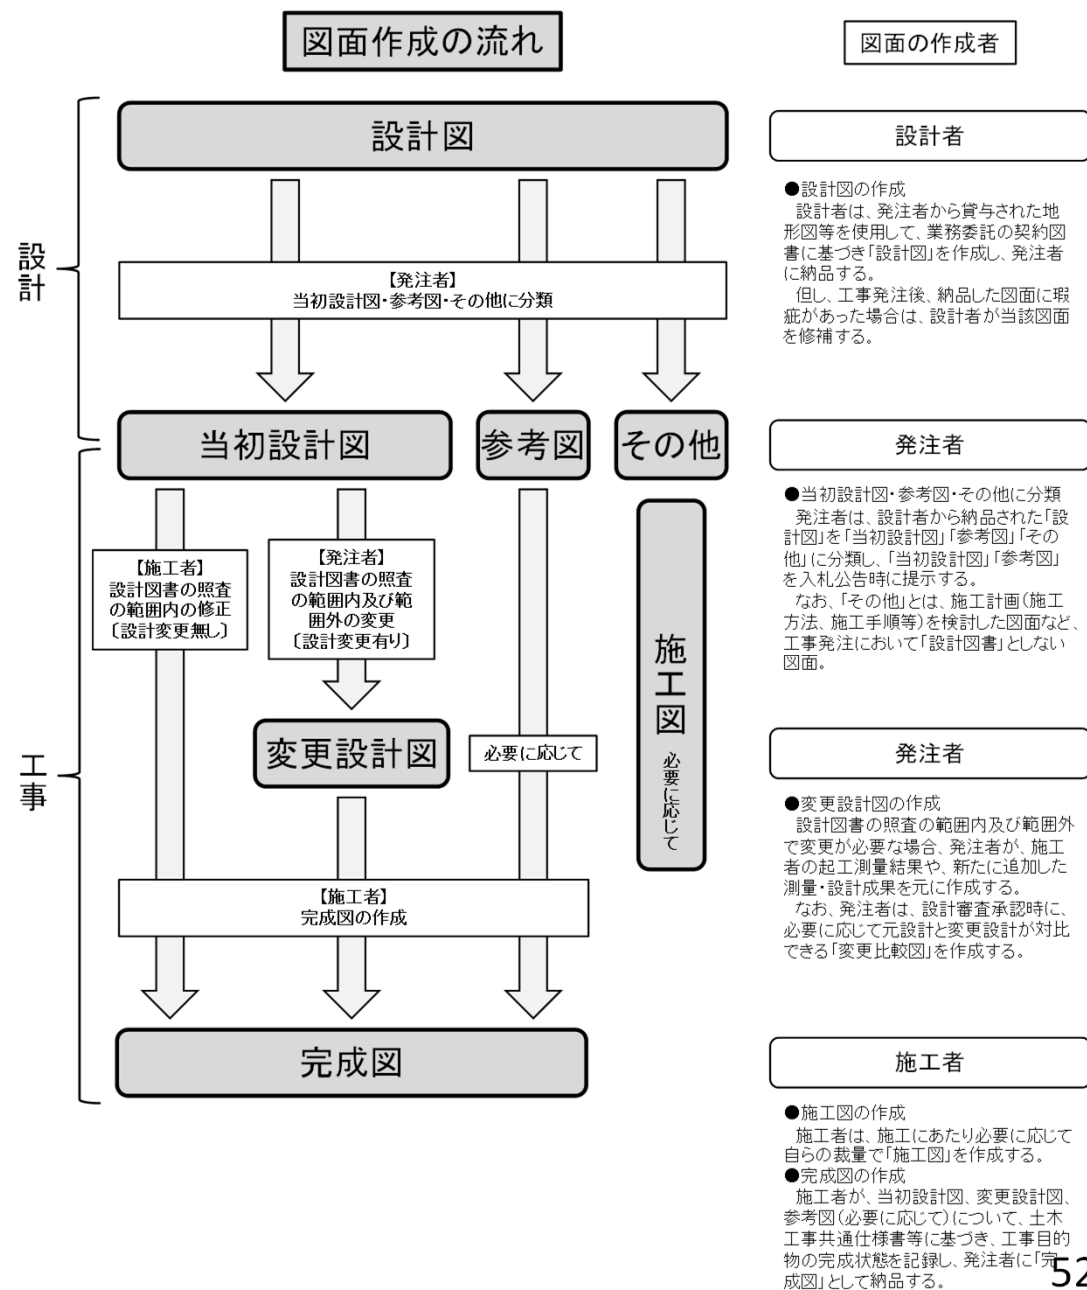 図面作成の流れ
図面の作成者
設計
設計図
【発注者】
当初設計図・参考図・その他に分類
当初設計図
参考図
その他
工事
【施工者】
設計図書の照査
の範囲内の修正
〔設計変更無し〕
【発注者】
設計図書の照査
の範囲内及び範
囲外の変更
〔設計変更有り〕
変更設計図
必要に応じて
施工図 必要に応じて
【施工者】
完成図の作成
完成図
設計者
●設計図の作成
設計者は、発注者から貸与された地
形図等を使用して、業務委託の契約図
書に基づき「設計図」を作成し、発注者
に納品する。
但し、工事発注後、納品した図面に瑕
疵があった場合は、設計者が当該図面
を修補する。
発注者
●当初設計図・参考図・その他に分類
発注者は、設計者から納品された「設
計図」を「当初設計図」「参考図」「その
他」に分類し、「当初設計図」「参考図」
を入札公告時に提示する。
なお、「その他」とは、施工計画(施工
方法、施工手順等)を検討した図面など、
工事発注において「設計図書」としない
図面。
発注者
●変更設計図の作成
設計図書の照査の範囲内及び範囲外
で変更が必要な場合、発注者が、施工
者の起工測量結果や、新たに追加した
測量・設計成果を元に作成する。
なお、発注者は、設計審査承認時に、
必要に応じて元設計と変更設計が対比
できる「変更比較図」を作成する。
施工者
●施工図の作成
施工者は、施工にあたり必要に応じて
自らの裁量で「施工図」を作成する。
●完成図の作成
施工者が、当初設計図、変更設計図、
参考図(必要に応じて)について、土木
工事共通仕様書等に基づき、工事目的
物の完成状態を記録し、発注者に「完
成図」として納品する。
52